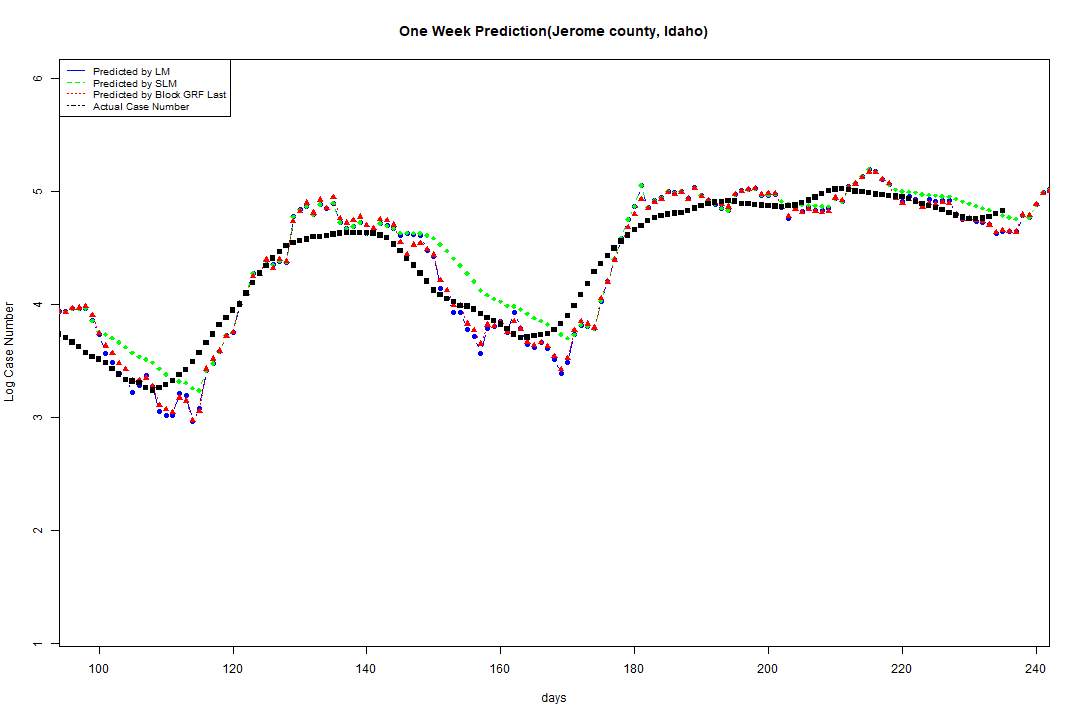 One Week Prediction(Jerome county, Idaho)
Predicted by LM
Predicted by SLM
Predicted by Block GRF Last
Actual Case Number
6
5
4
3
2
1
Log Case Number
100 120 140 160 180 200 220 240
days